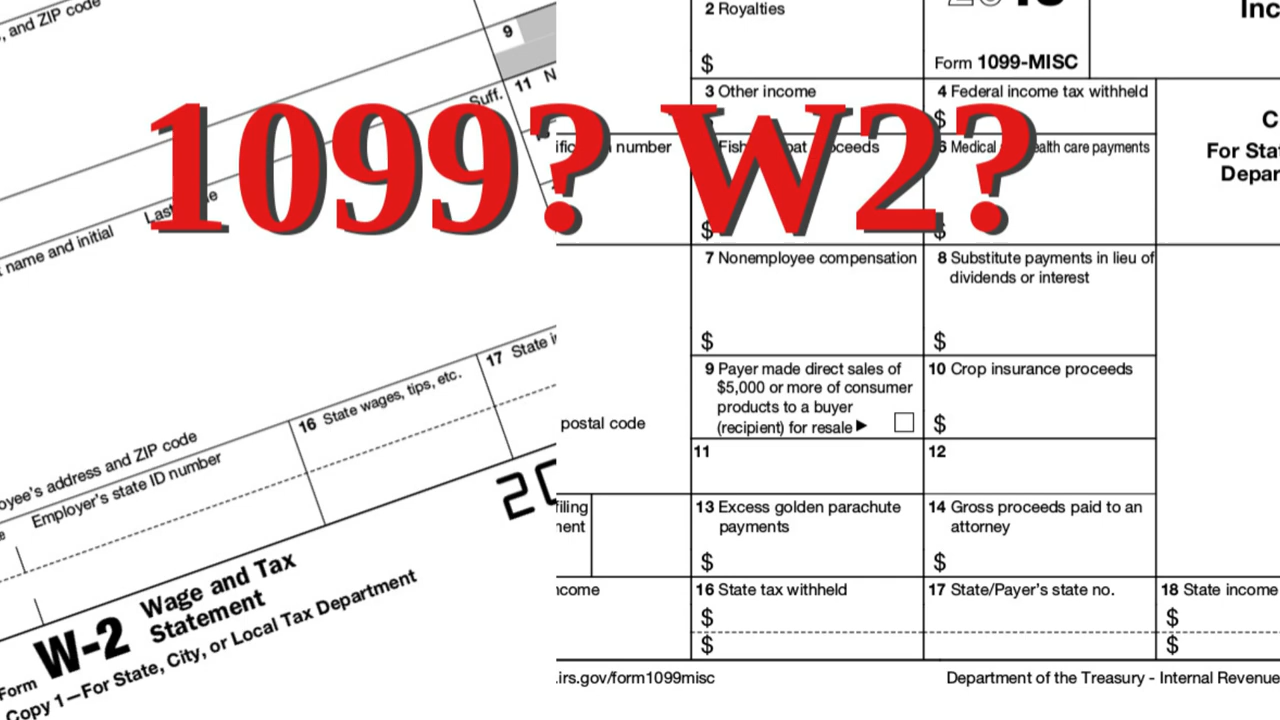 , and ZIP code
9
11 N
Suff.
1099? W2?
Last
name and initial
17 State
16 State wages, tips, etc.
address and ZIP code
Employer's state ID number
20
Form W-2 Wage and Tax
Statement
Copy 1—For State, City, or Local Tax Department
2 Royalties
$
Form 1099-MISC
Inc
3 Other income
4 Federal income tax withheld
$
number
6 Medical health care payments
$
$
For
Depar
7 Nonemployee compensation
$
8 Substitute payments in lieu of
dividends or interest
$
postal code
9 Payer made direct sales of
$5,000 or more of consumer
products to a buyer
(recipient) for resale ▶
10 Crop insurance proceeds
$
11
12
filing
13 Excess golden parachute
payments
$
14 Gross proceeds paid to an
attorney
$
16 State tax withheld
$
$
17 State/Payer's state no.
18 State income
$
$
.irs.gov/form1099misc
Department of the Treasury - Internal Revenue